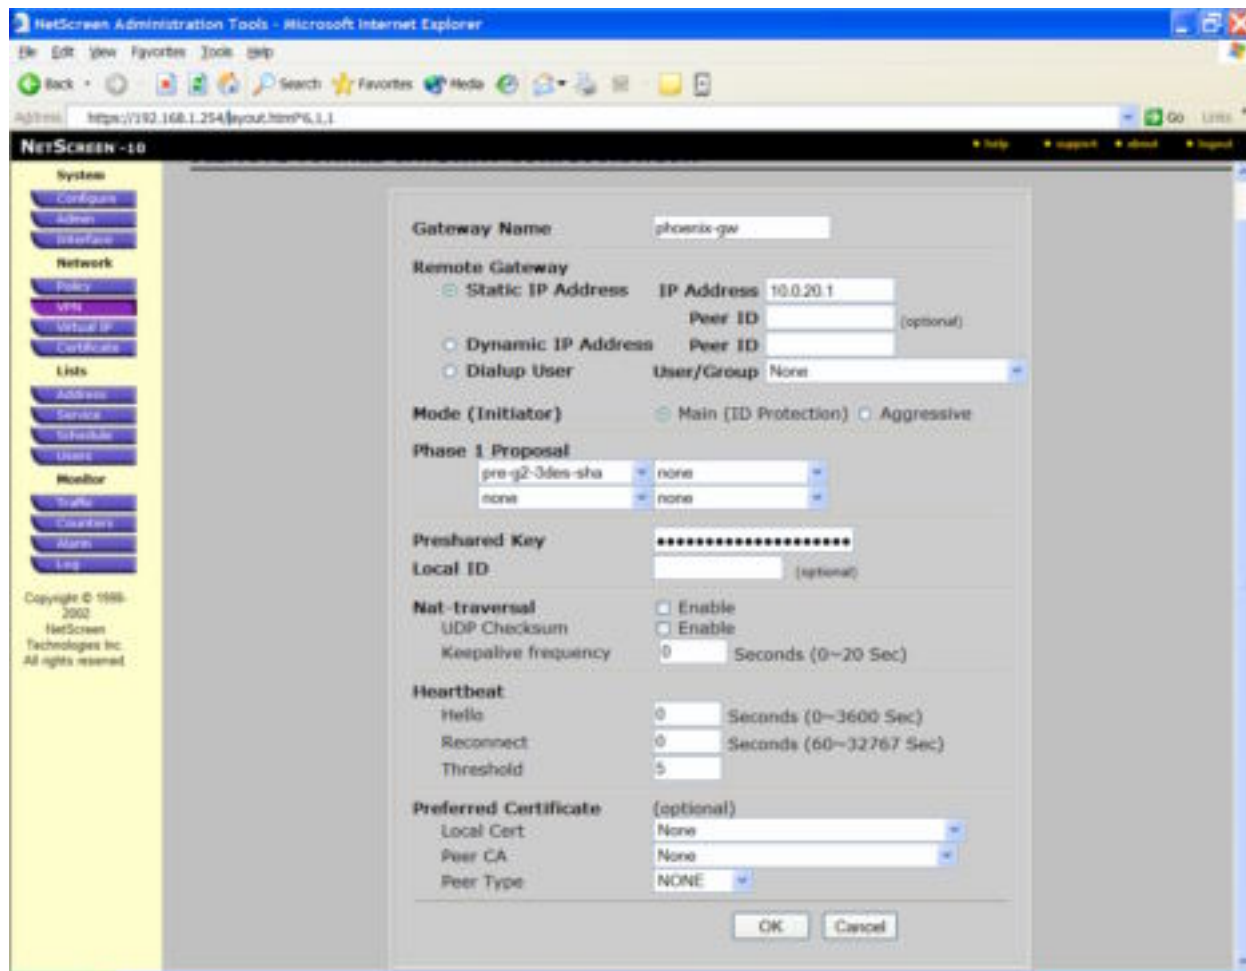 NetScreen Administration Tools - Microsoft Internet Explorer
File Edit View Favorites Tools Help
Back Search Favorites Media
Address https://192.168.1.254/layout.html*6,1,1 Go Links
NETSCREEN -10 help support about logout
System
Configure
Admin
Interface
Network
Policy
VPN
Virtual IP
Certificate
Lists
Address
Service
Schedule
Users
Monitor
Traffic
Counters
Alarm
Log
Copyright © 1998-
2002
NetScreen
Technologies Inc.
All rights reserved.
Gateway Name phoenix-gw
Remote Gateway
Static IP Address IP Address 10.0.20.1
Peer ID (optional)
Dynamic IP Address Peer ID
Dialup User User/Group None
Mode (Initiator) Main (ID Protection) Aggressive
Phase 1 Proposal
pre-g2-3des-sha none
none none
Preshared Key ••••••••••••••••••••
Local ID (optional)
Nat-traversal Enable
UDP Checksum Enable
Keepalive frequency 0 Seconds (0~20 Sec)
Heartbeat
Hello 0 Seconds (0~3600 Sec)
Reconnect 0 Seconds (60~32767 Sec)
Threshold 5
Preferred Certificate (optional)
Local Cert None
Peer CA None
Peer Type NONE
OK Cancel